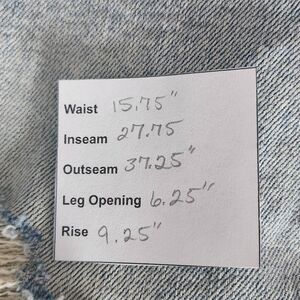 Waist 15.75"
Inseam 27.75
Outseam 37.25"
Leg Opening 6.25"
Rise 9.25"